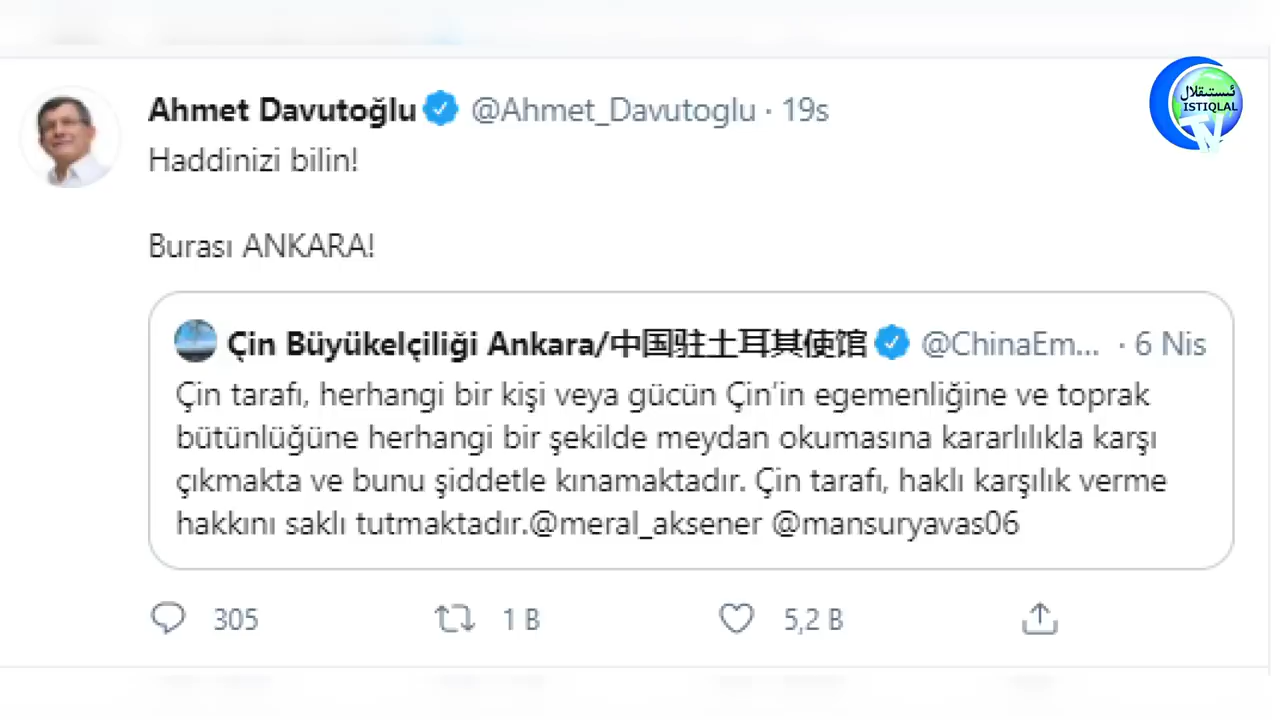 Ahmet Davutoğlu @Ahmet_Davutoglu · 19s
Haddinizi bilin!
Burası ANKARA!
Çin Büyükelçiliği Ankara/中国驻土耳其使馆 @ChinaEm... · 6 Nis
Çin tarafı, herhangi bir kişi veya gücün Çin’in egemenliğine ve toprak
bütünlüğüne herhangi bir şekilde meydan okumasına kararlılıkla karşı
çıkmakta ve bunu şiddetle kınamaktadır. Çin tarafı, haklı karşılık verme
hakkını saklı tutmaktadır.@meral_aksener @mansuryavas06
305 1 B 5,2 B
ئىستىقلال
ISTIQLAL
TV